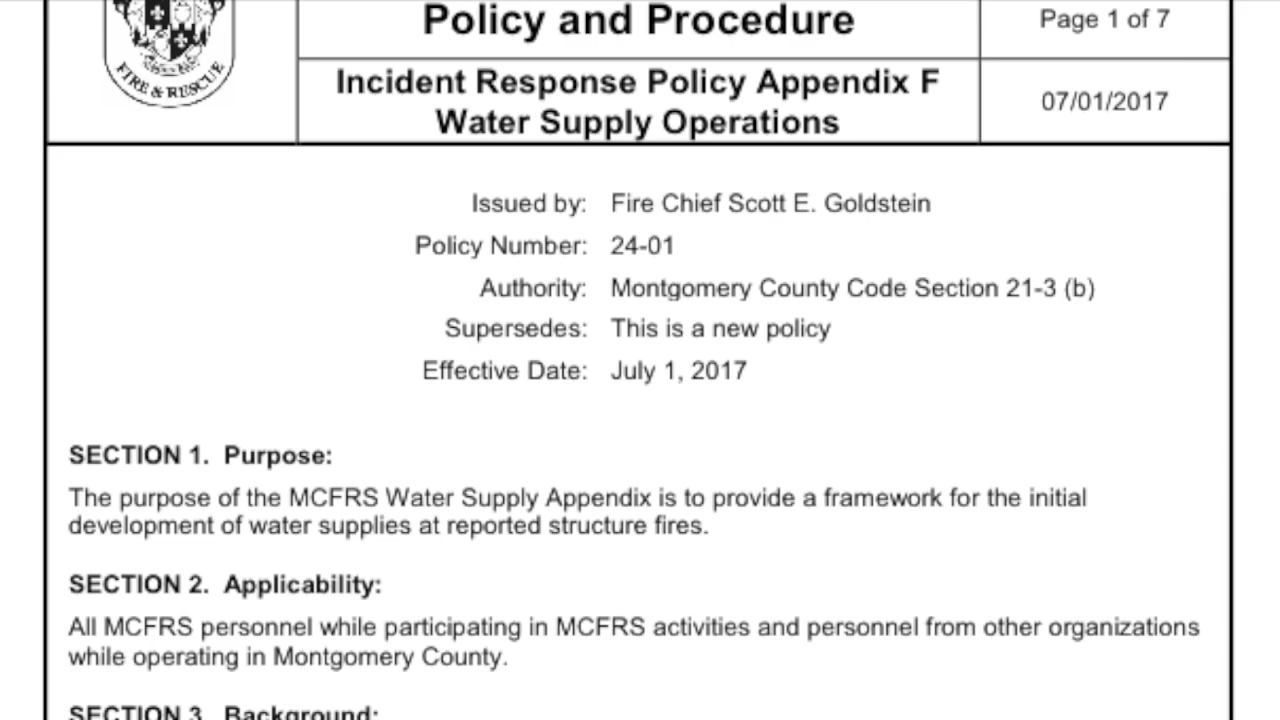 FIRE & RESCUE
Policy and Procedure
Page 1 of 7
Incident Response Policy Appendix F
Water Supply Operations
07/01/2017
Issued by: Fire Chief Scott E. Goldstein
Policy Number: 24-01
Authority: Montgomery County Code Section 21-3 (b)
Supersedes: This is a new policy
Effective Date: July 1, 2017
SECTION 1. Purpose:
The purpose of the MCFRS Water Supply Appendix is to provide a framework for the initial
development of water supplies at reported structure fires.
SECTION 2. Applicability:
All MCFRS personnel while participating in MCFRS activities and personnel from other organizations
while operating in Montgomery County.
SECTION 3. Background: